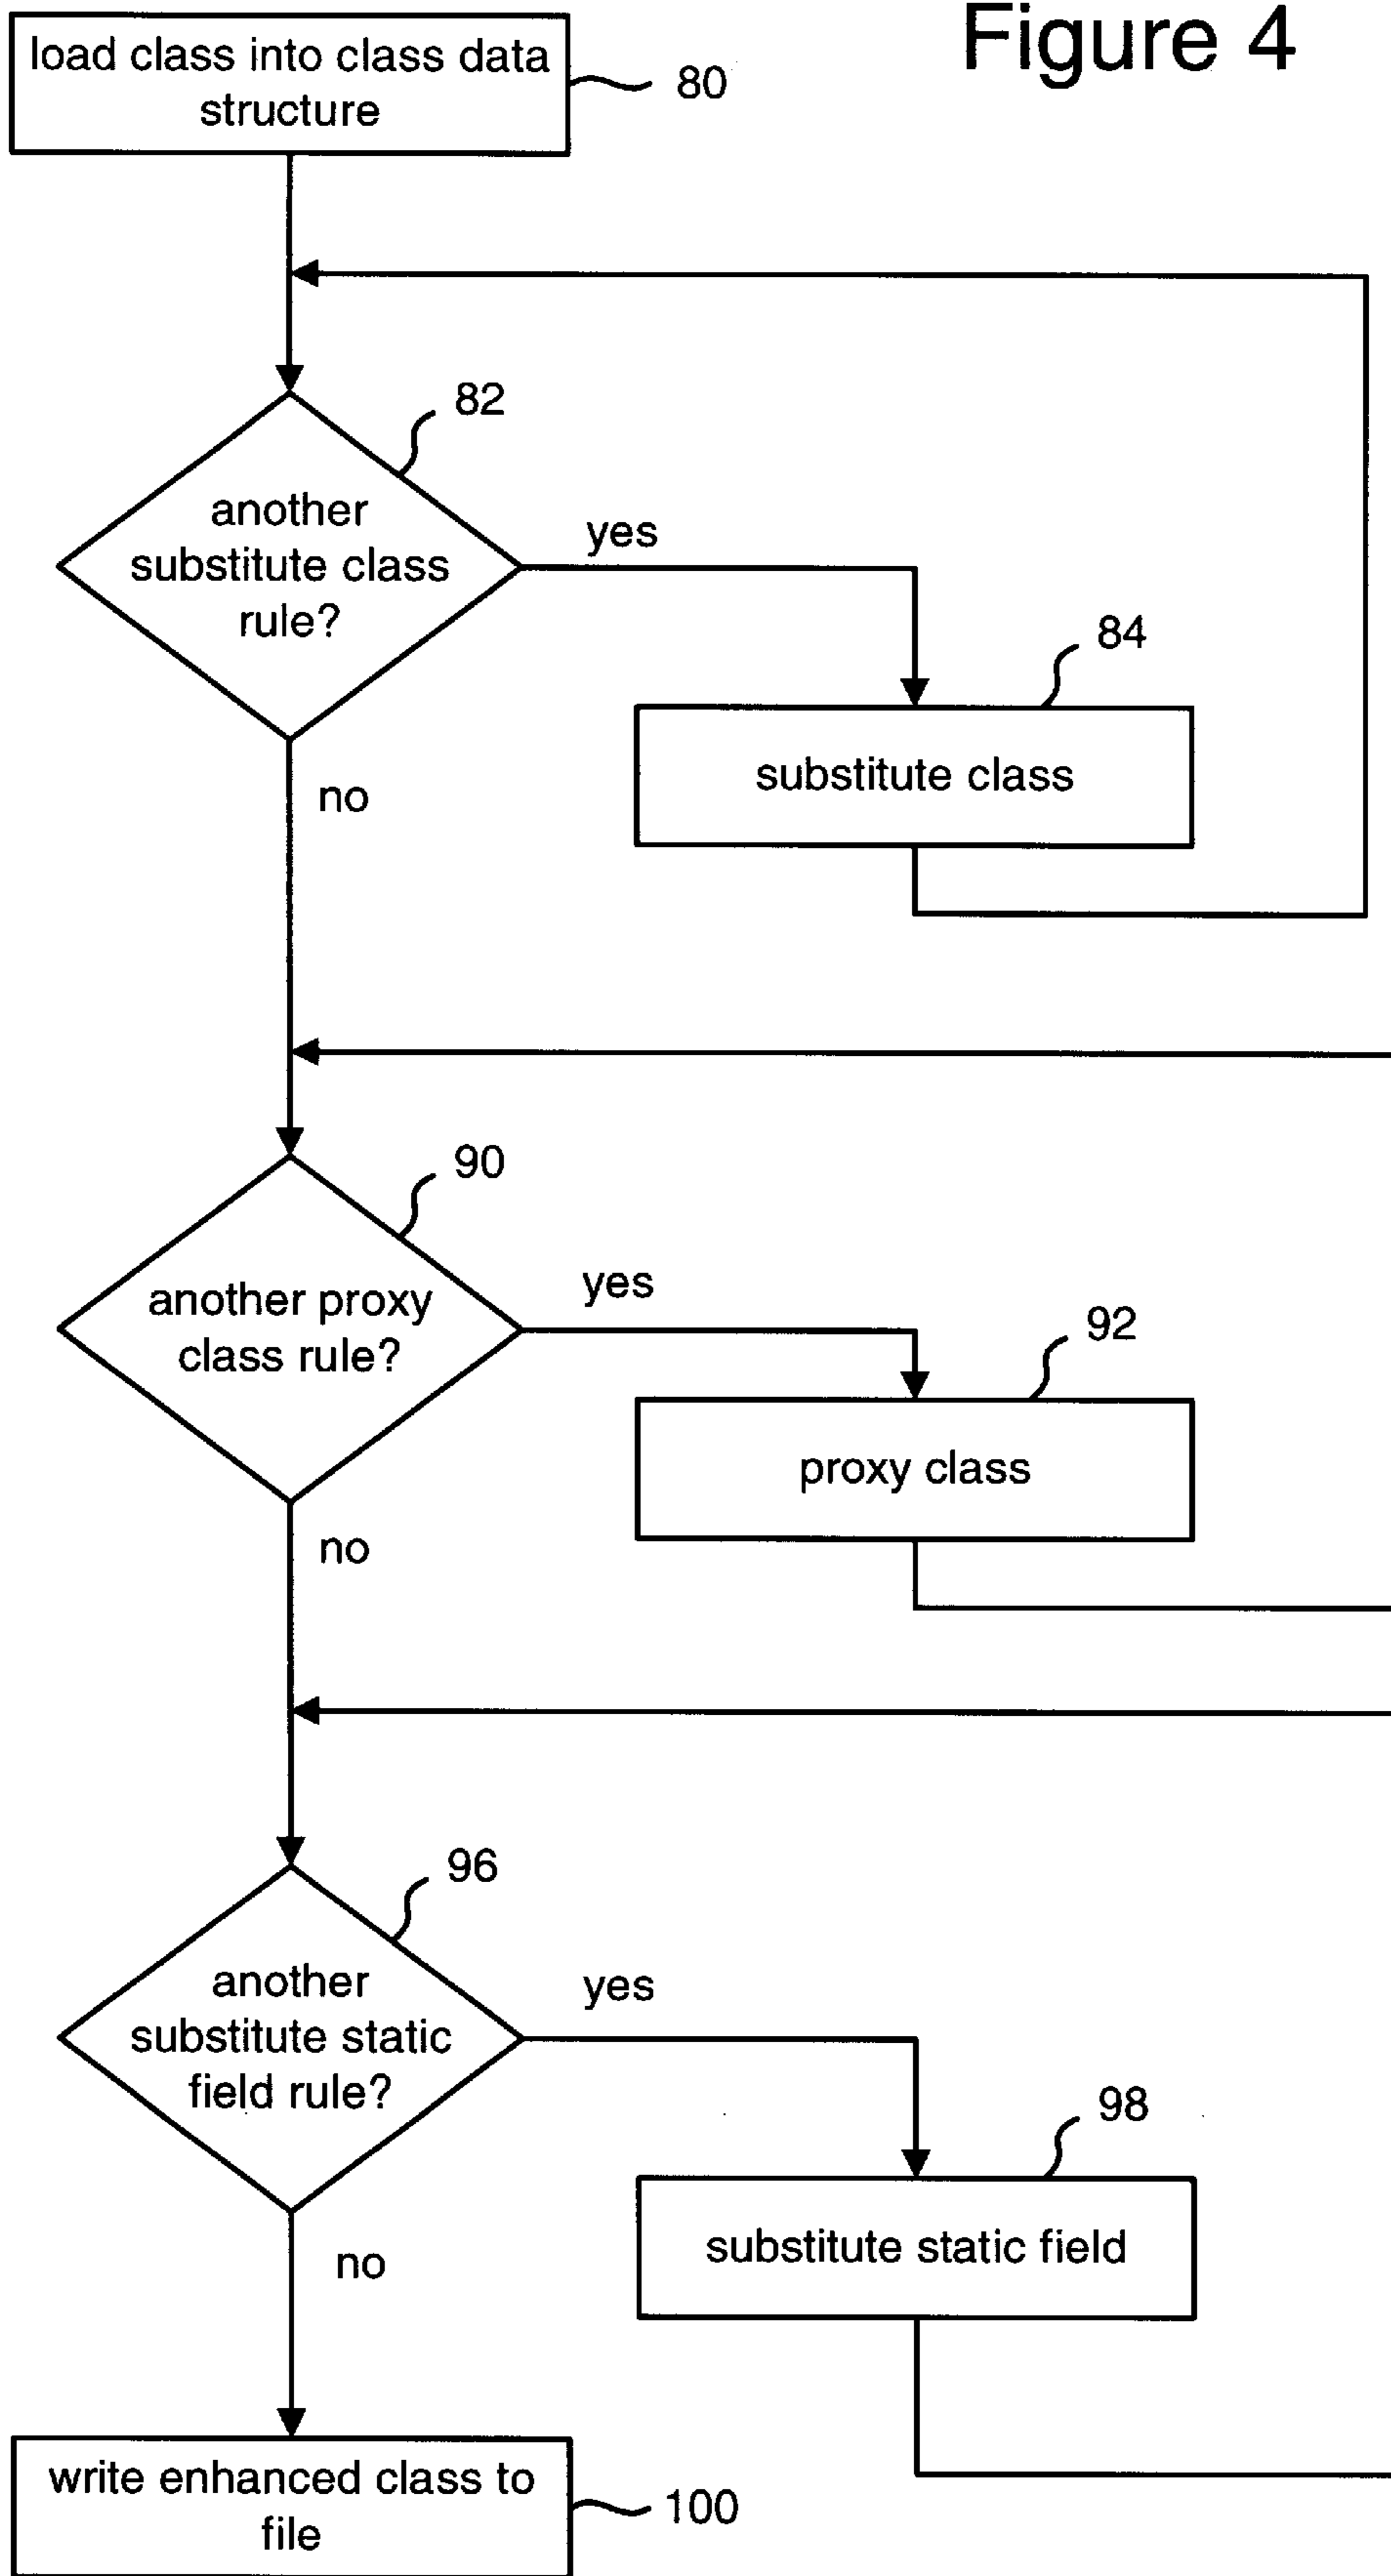 Figure 4
load class into class data
structure
80
82
another
substitute class
rule?
yes
84
substitute class
no
90
another proxy
class rule?
yes
92
proxy class
no
96
another
substitute static
field rule?
yes
98
substitute static field
no
write enhanced class to
file
100